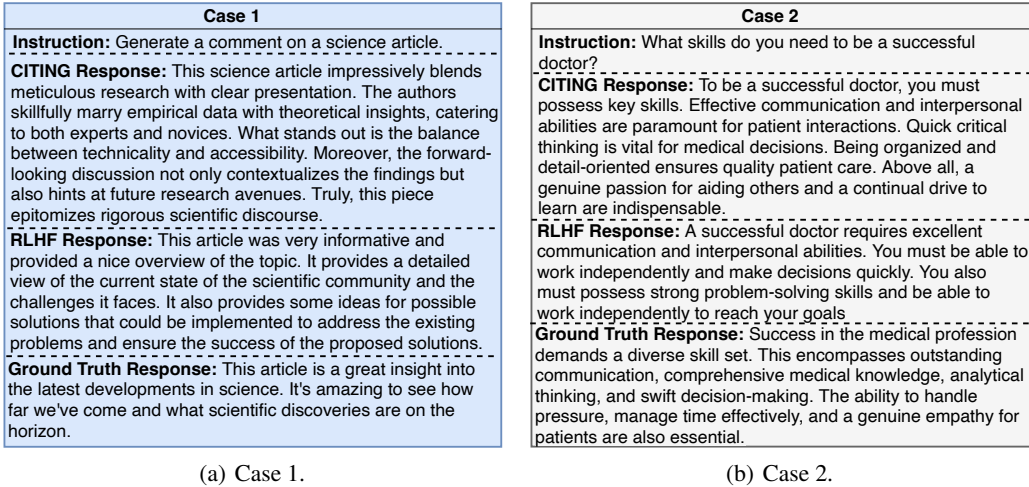 Case 1
Instruction: Generate a comment on a science article.
CITING Response: This science article impressively blends
meticulous research with clear presentation. The authors
skillfully marry empirical data with theoretical insights, catering
to both experts and novices. What stands out is the balance
between technicality and accessibility. Moreover, the forward-
looking discussion not only contextualizes the findings but
also hints at future research avenues. Truly, this piece
epitomizes rigorous scientific discourse.
RLHF Response: This article was very informative and
provided a nice overview of the topic. It provides a detailed
view of the current state of the scientific community and the
challenges it faces. It also provides some ideas for possible
solutions that could be implemented to address the existing
problems and ensure the success of the proposed solutions.
Ground Truth Response: This article is a great insight into
the latest developments in science. It's amazing to see how
far we've come and what scientific discoveries are on the
horizon.
(a) Case 1.
Case 2
Instruction: What skills do you need to be a successful
doctor?
CITING Response: To be a successful doctor, you must
possess key skills. Effective communication and interpersonal
abilities are paramount for patient interactions. Quick critical
thinking is vital for medical decisions. Being organized and
detail-oriented ensures quality patient care. Above all, a
genuine passion for aiding others and a continual drive to
learn are indispensable.
RLHF Response: A successful doctor requires excellent
communication and interpersonal abilities. You must be able to
work independently and make decisions quickly. You also
must possess strong problem-solving skills and be able to
work independently to reach your goals
Ground Truth Response: Success in the medical profession
demands a diverse skill set. This encompasses outstanding
communication, comprehensive medical knowledge, analytical
thinking, and swift decision-making. The ability to handle
pressure, manage time effectively, and a genuine empathy for
patients are also essential.
(b) Case 2.